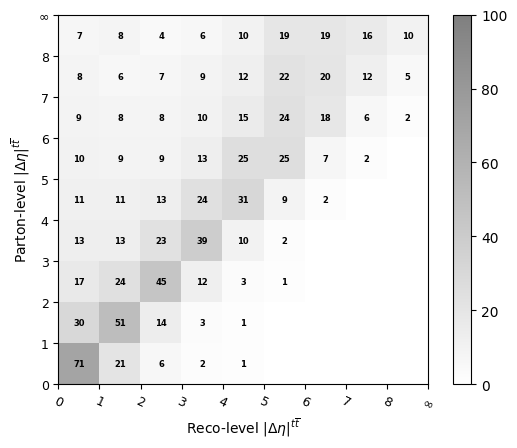 ∞
7 8 4 6 10 19 19 16 10
100
8
8 6 7 9 12 22 20 12 5
7
80
9 8 8 10 15 24 18 6 2
6
10 9 9 13 25 25 7 2
60
5
11 11 13 24 31 9 2
4
40
13 13 23 39 10 2
3
17 24 45 12 3 1
2
20
30 51 14 3 1
1
71 21 6 2 1
0
0
0 1 2 3 4 5 6 7 8 ∞
Parton-level |Δη|^{tt̅}
Reco-level |Δη|^{tt̅}